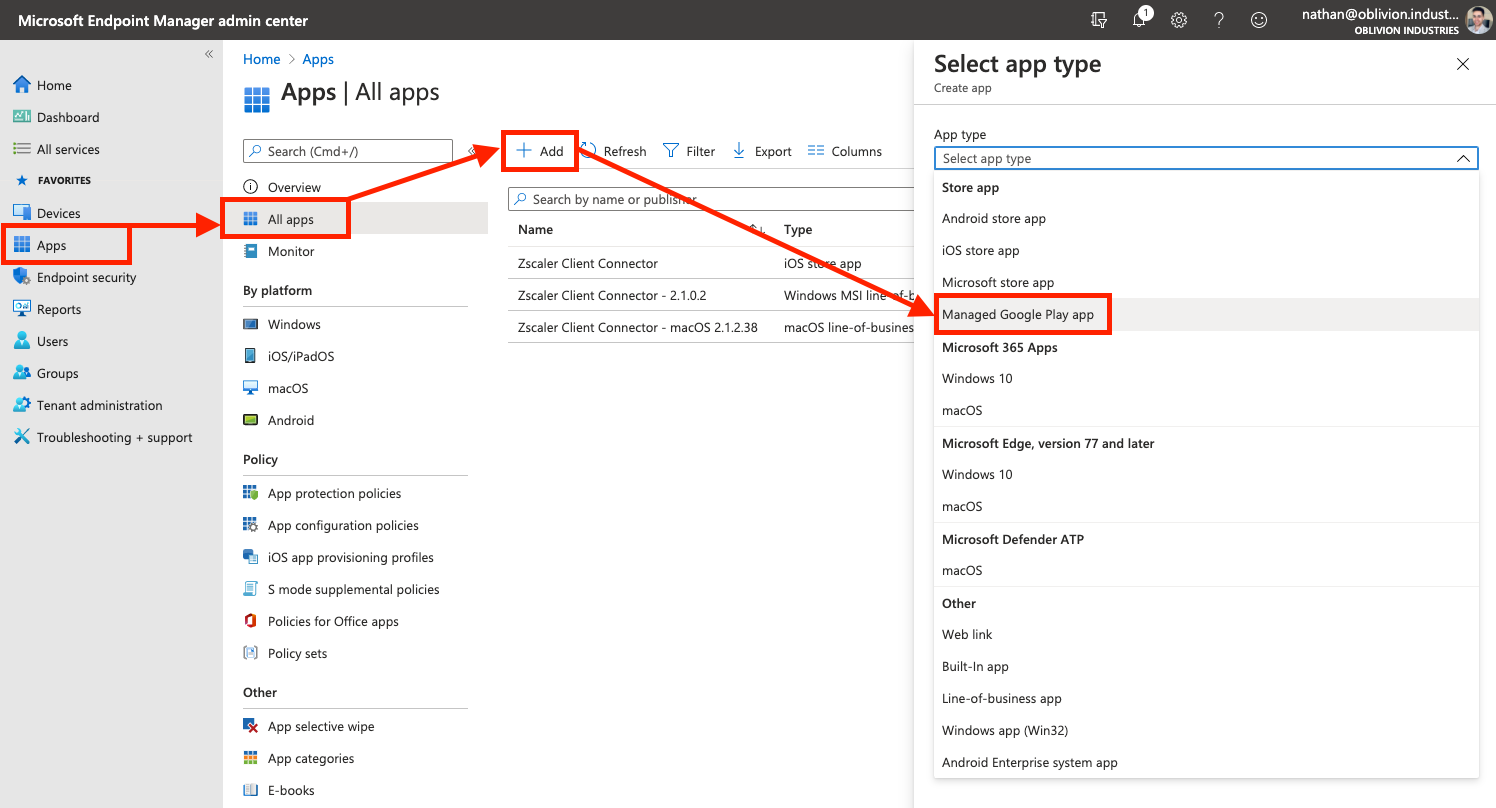 Microsoft Endpoint Manager admin center
1
nathan@oblivion.indust...
OBLIVION INDUSTRIES
«
Home
Dashboard
All services
FAVORITES
Devices
Apps
Endpoint security
Reports
Users
Groups
Tenant administration
Troubleshooting + support
Home > Apps
Apps | All apps
Search (Cmd+/)
«
Overview
All apps
Monitor
By platform
Windows
iOS/iPadOS
macOS
Android
Policy
App protection policies
App configuration policies
iOS app provisioning profiles
S mode supplemental policies
Policies for Office apps
Policy sets
Other
App selective wipe
App categories
E-books
+ Add Refresh Filter Export Columns
Search by name or publisher
Name ↑↓ Type
Zscaler Client Connector iOS store app
Zscaler Client Connector - 2.1.0.2 Windows MSI line-of-b
Zscaler Client Connector - macOS 2.1.2.38 macOS line-of-business
Select app type
Create app
App type
Select app type
Store app
Android store app
iOS store app
Microsoft store app
Managed Google Play app
Microsoft 365 Apps
Windows 10
macOS
Microsoft Edge, version 77 and later
Windows 10
macOS
Microsoft Defender ATP
macOS
Other
Web link
Built-In app
Line-of-business app
Windows app (Win32)
Android Enterprise system app